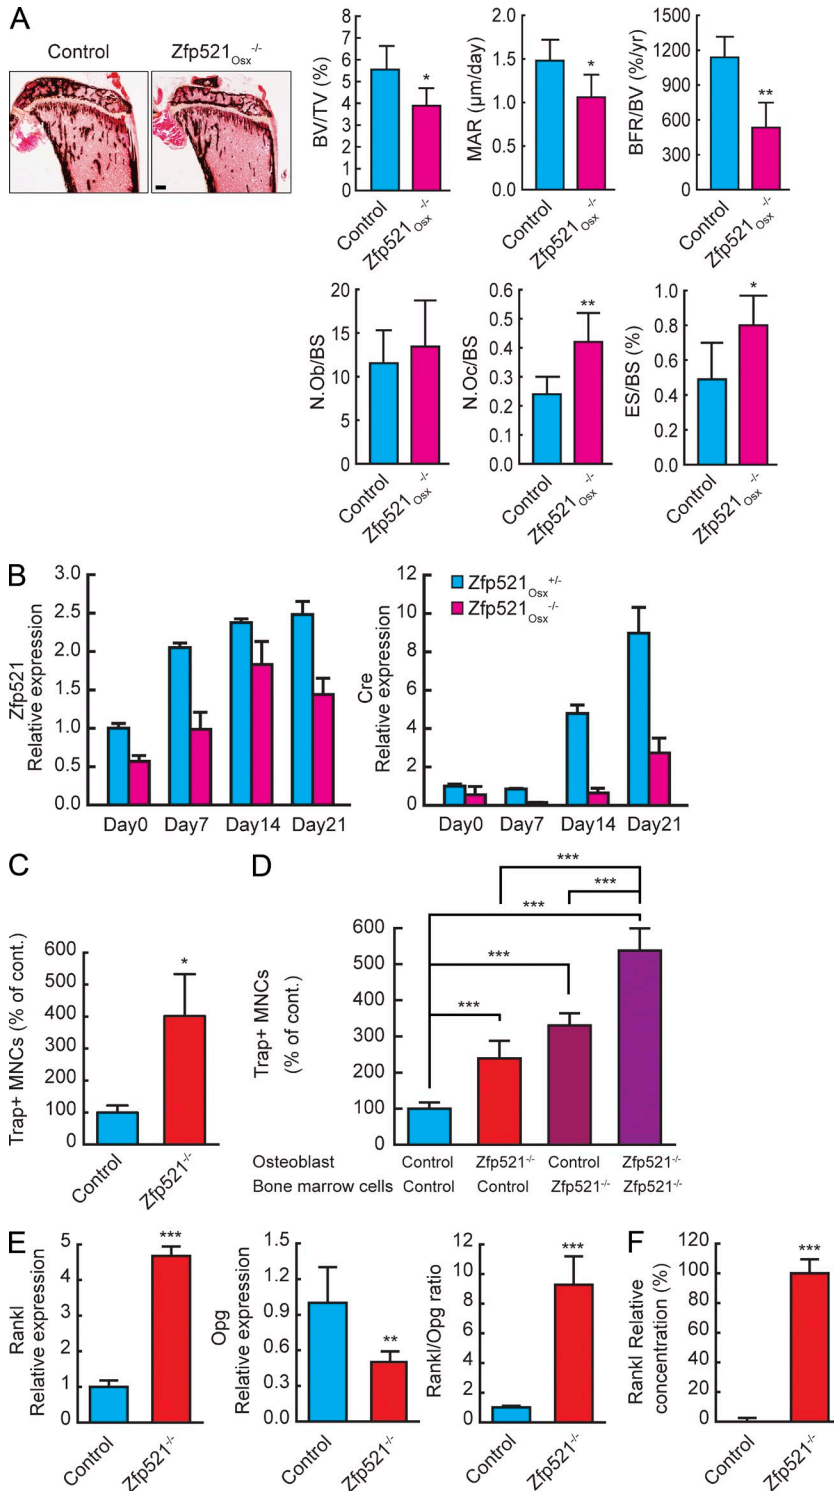 A
Control
Zfp521Osx-/-
BV/TV (%)
8
7
6
5
4
3
2
1
0
*
Control
Zfp521Osx-/-
MAR (µm/day)
2.0
1.5
1.0
0.5
0.0
*
Control
Zfp521Osx-/-
BFR/BV (%/yr)
1500
1200
900
600
300
0
**
Control
Zfp521Osx-/-
N.Ob/BS
20
15
10
5
0
Control
Zfp521Osx-/-
N.Oc/BS
0.6
0.5
0.4
0.3
0.2
0.1
0.0
**
Control
Zfp521Osx-/-
ES/BS (%)
1.0
0.8
0.6
0.4
0.2
0.0
*
Control
Zfp521Osx-/-
B
Zfp521
Relative expression
3.0
2.5
2.0
1.5
1.0
0.5
0.0
Day0 Day7 Day14 Day21
Cre
Relative expression
12
10
8
6
4
2
0
Zfp521Osx+/-
Zfp521Osx-/-
Day0 Day7 Day14 Day21
C
Trap+ MNCs (% of cont.)
600
500
400
300
200
100
0
*
Control
Zfp521-/-
D
Trap+ MNCs
(% of cont.)
600
500
400
300
200
100
0
***
***
***
***
***
Osteoblast Control Zfp521-/- Control Zfp521-/-
Bone marrow cells Control Control Zfp521-/- Zfp521-/-
E
Rankl
Relative expression
5
4
3
2
1
0
***
Control
Zfp521-/-
Opg
Relative expression
1.5
1.2
0.9
0.6
0.3
0.0
**
Control
Zfp521-/-
Rankl/Opg ratio
12
10
8
6
4
2
0
***
Control
Zfp521-/-
F
Rankl Relative
concentration (%)
120
100
80
60
40
20
0
***
Control
Zfp521-/-